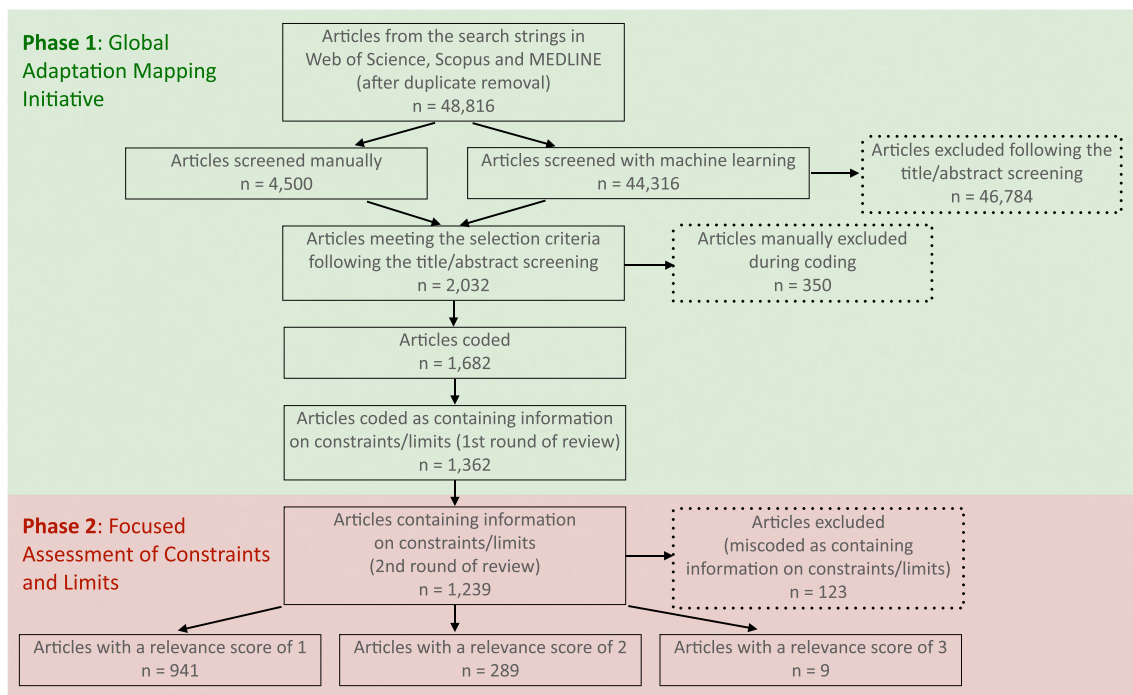 Phase 1: Global
Adaptation Mapping
Initiative
Articles from the search strings in
Web of Science, Scopus and MEDLINE
(after duplicate removal)
n = 48,816
Articles screened manually
n = 4,500
Articles screened with machine learning
n = 44,316
Articles excluded following the
title/abstract screening
n = 46,784
Articles meeting the selection criteria
following the title/abstract screening
n = 2,032
Articles manually excluded
during coding
n = 350
Articles coded
n = 1,682
Articles coded as containing information
on constraints/limits (1st round of review)
n = 1,362
Phase 2: Focused
Assessment of Constraints
and Limits
Articles containing information
on constraints/limits
(2nd round of review)
n = 1,239
Articles excluded
(miscoded as containing
information on constraints/limits)
n = 123
Articles with a relevance score of 1
n = 941
Articles with a relevance score of 2
n = 289
Articles with a relevance score of 3
n = 9